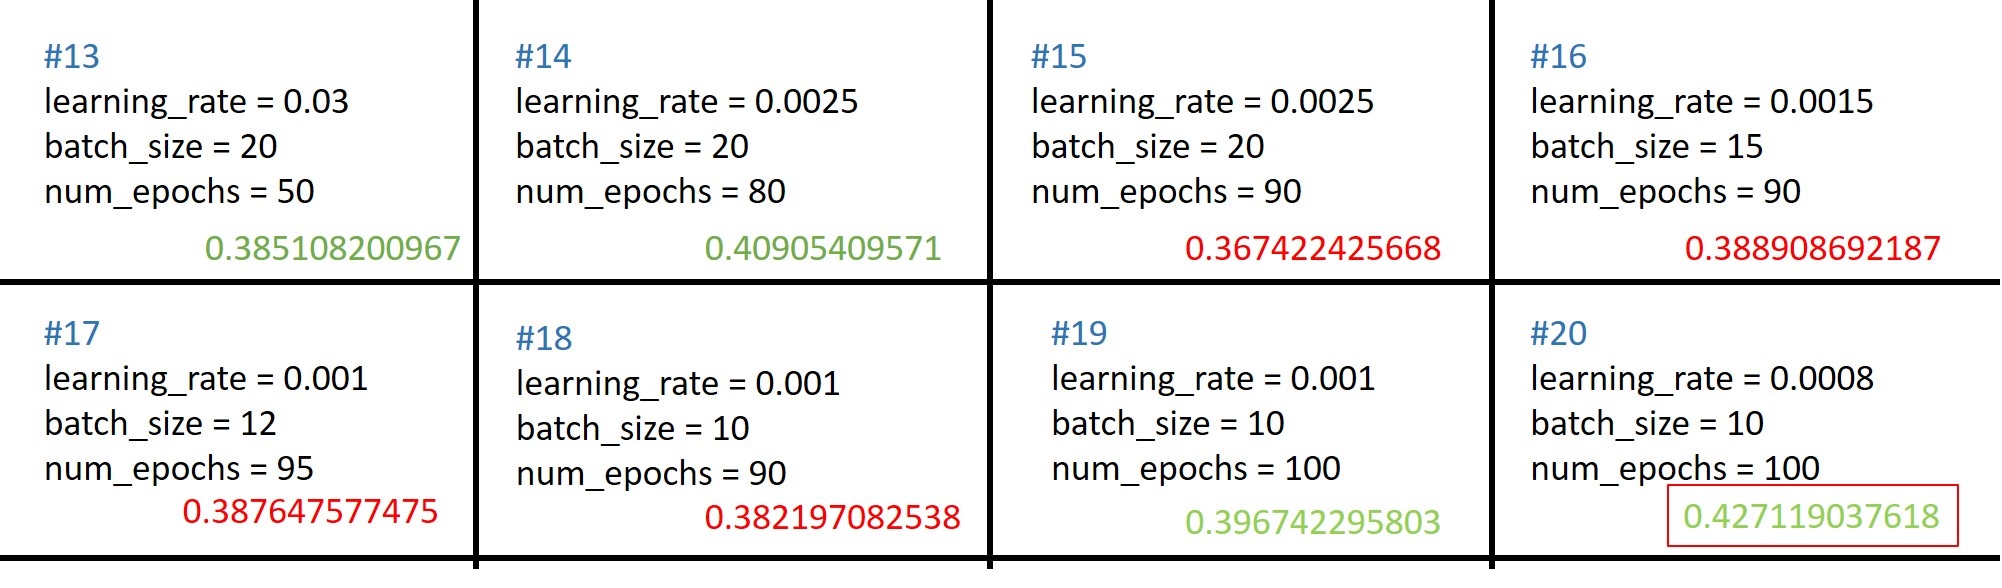 #13
learning_rate = 0.03
batch_size = 20
num_epochs = 50
0.385108200967
#14
learning_rate = 0.0025
batch_size = 20
num_epochs = 80
0.40905409571
#15
learning_rate = 0.0025
batch_size = 20
num_epochs = 90
0.367422425668
#16
learning_rate = 0.0015
batch_size = 15
num_epochs = 90
0.388908692187
#17
learning_rate = 0.001
batch_size = 12
num_epochs = 95
0.387647577475
#18
learning_rate = 0.001
batch_size = 10
num_epochs = 90
0.382197082538
#19
learning_rate = 0.001
batch_size = 10
num_epochs = 100
0.396742295803
#20
learning_rate = 0.0008
batch_size = 10
num_epochs = 100
0.427119037618